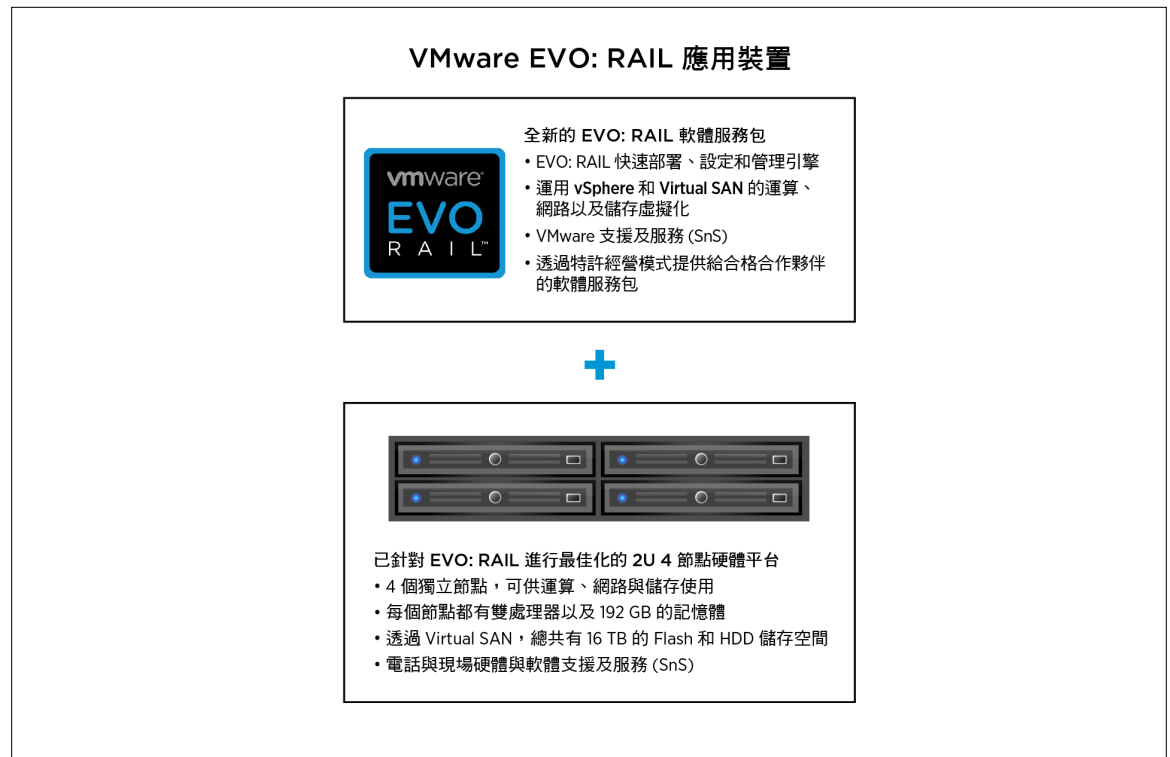 VMware EVO: RAIL 應用裝置
vmware
EVO
RAIL™
全新的 EVO: RAIL 軟體服務包
• EVO: RAIL 快速部署、設定和管理引擎
• 運用 vSphere 和 Virtual SAN 的運算、
網路以及儲存虛擬化
• VMware 支援及服務 (SnS)
• 透過特許經營模式提供給合格合作夥伴
的軟體服務包
+
已針對 EVO: RAIL 進行最佳化的 2U 4 節點硬體平台
• 4 個獨立節點，可供運算、網路與儲存使用
• 每個節點都有雙處理器以及 192 GB 的記憶體
• 透過 Virtual SAN，總共有 16 TB 的 Flash 和 HDD 儲存空間
• 電話與現場硬體與軟體支援及服務 (SnS)